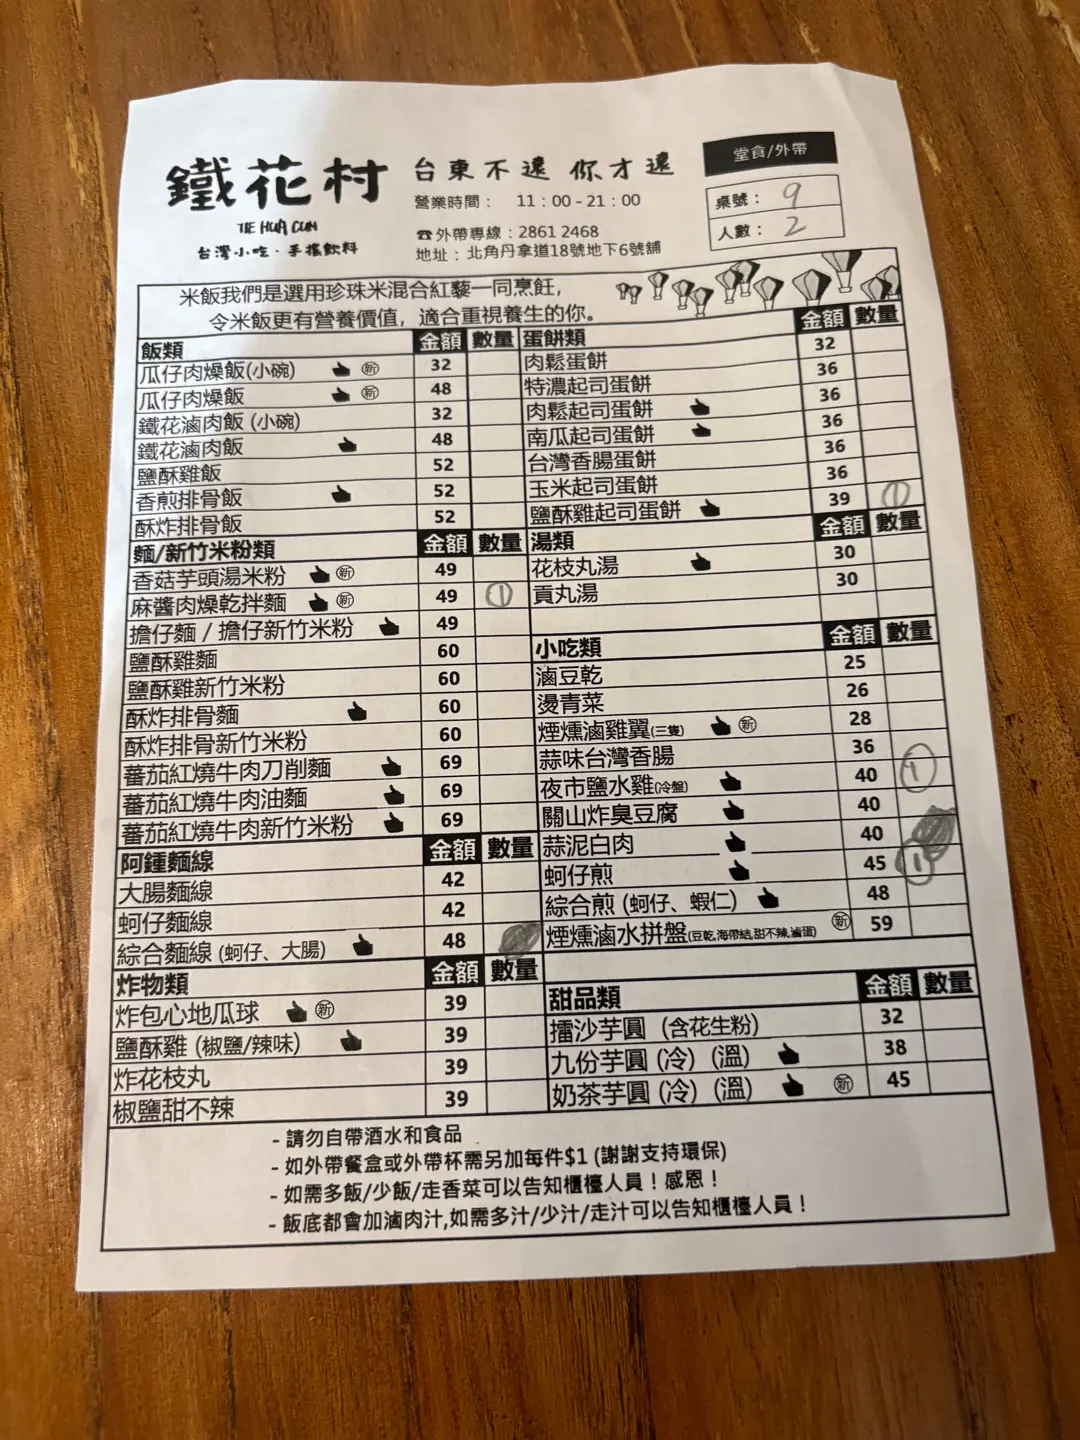 鐵花村
TIE HUA CUN
台灣小吃·手搖飲料
台東不遠 你才遠
營業時間： 11：00 - 21：00
☎外帶專線：2861 2468
地址：北角丹拿道18號地下6號舖
堂食/外帶
桌號： 9
人數： 2
米飯我們是選用珍珠米混合紅藜一同烹飪，
令米飯更有營養價值，適合重視養生的你。
飯類 金額 數量
瓜仔肉燥飯(小碗) 新 32
瓜仔肉燥飯 新 48
鐵花滷肉飯 (小碗) 32
鐵花滷肉飯 48
鹽酥雞飯 52
香煎排骨飯 52
酥炸排骨飯 52
麵/新竹米粉類 金額 數量
香菇芋頭湯米粉 新 49
麻醬肉燥乾拌麵 新 49 1
擔仔麵 / 擔仔新竹米粉 49
鹽酥雞麵 60
鹽酥雞新竹米粉 60
酥炸排骨麵 60
酥炸排骨新竹米粉 60
蕃茄紅燒牛肉刀削麵 69
蕃茄紅燒牛肉油麵 69
蕃茄紅燒牛肉新竹米粉 69
阿鍾麵線 金額 數量
大腸麵線 42
蚵仔麵線 42
綜合麵線 (蚵仔、大腸) 48
炸物類 金額 數量
炸包心地瓜球 新 39
鹽酥雞 (椒鹽/辣味) 39
炸花枝丸 39
椒鹽甜不辣 39
蛋餅類 金額 數量
肉鬆蛋餅 32
特濃起司蛋餅 36
肉鬆起司蛋餅 36
南瓜起司蛋餅 36
台灣香腸蛋餅 36
玉米起司蛋餅 36
鹽酥雞起司蛋餅 39 1
湯類 金額 數量
花枝丸湯 30
貢丸湯 30
小吃類 金額 數量
滷豆乾 25
燙青菜 26
煙燻滷雞翼(三隻) 新 28
蒜味台灣香腸 36
夜市鹽水雞(冷盤) 40 1
關山炸臭豆腐 40
蒜泥白肉 40
蚵仔煎 45 1
綜合煎 (蚵仔、蝦仁) 48
煙燻滷水拼盤(豆乾,海帶結,甜不辣,滷蛋) 新 59
甜品類 金額 數量
擂沙芋圓 (含花生粉) 32
九份芋圓 (冷) (溫) 38
奶茶芋圓 (冷) (溫) 新 45
- 請勿自帶酒水和食品
- 如外帶餐盒或外帶杯需另加每件$1 (謝謝支持環保)
- 如需多飯/少飯/走香菜可以告知櫃檯人員！感恩！
- 飯底都會加滷肉汁,如需多汁/少汁/走汁可以告知櫃檯人員！